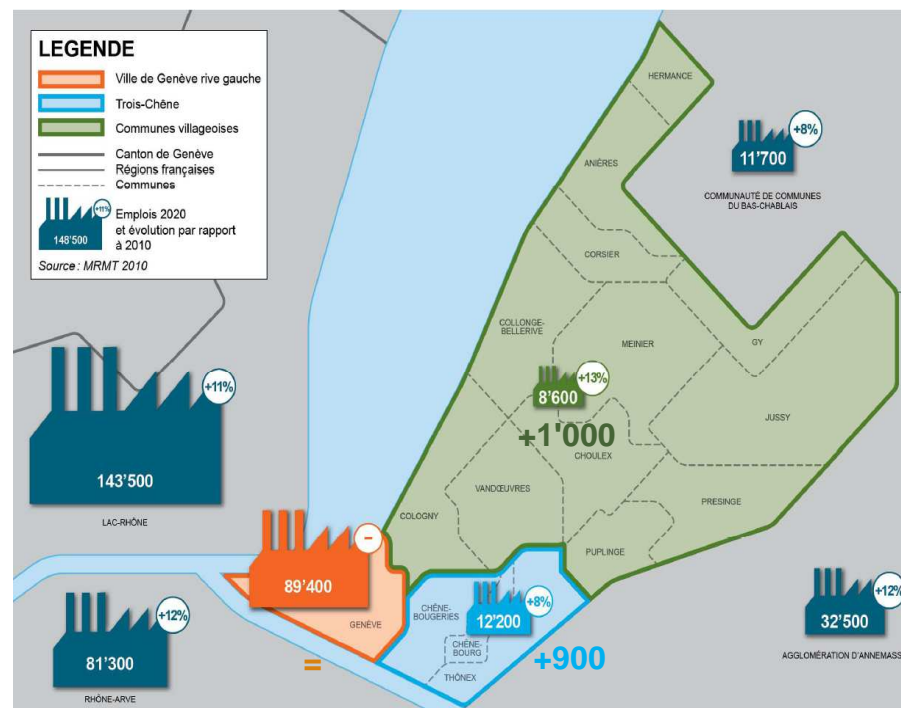 LEGENDE
Ville de Genève rive gauche
Trois-Chêne
Communes villageoises
Canton de Genève
Régions françaises
Communes
+11%
148'500
Emplois 2020
et évolution par rapport
à 2010
Source : MRMT 2010
HERMANCE
+8%
11'700
COMMUNAUTÉ DE COMMUNES
DU BAS-CHABLAIS
ANIÈRES
CORSIER
COLLONGE-
BELLERIVE
MEINIER
GY
+11%
143'500
LAC-RHÔNE
+13%
8'600
+1'000
JUSSY
CHOULEX
VANDŒUVRES
PRESINGE
COLOGNY
PUPLINGE
–
89'400
GENÈVE
=
CHÊNE-
BOUGERIES
+8%
12'200
CHÊNE-
BOURG
THÔNEX
+900
+12%
81'300
RHÔNE-ARVE
+12%
32'500
AGGLOMÉRATION D'ANNEMASS